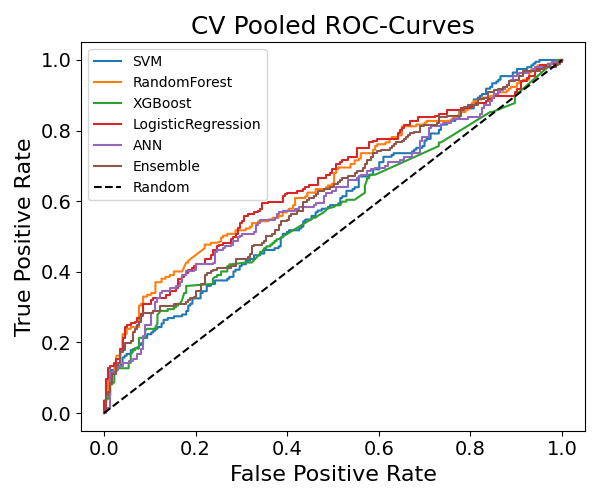 CV Pooled ROC-Curves
SVM
RandomForest
XGBoost
LogisticRegression
ANN
Ensemble
Random
True Positive Rate
1.0
0.8
0.6
0.4
0.2
0.0
0.0 0.2 0.4 0.6 0.8 1.0
False Positive Rate